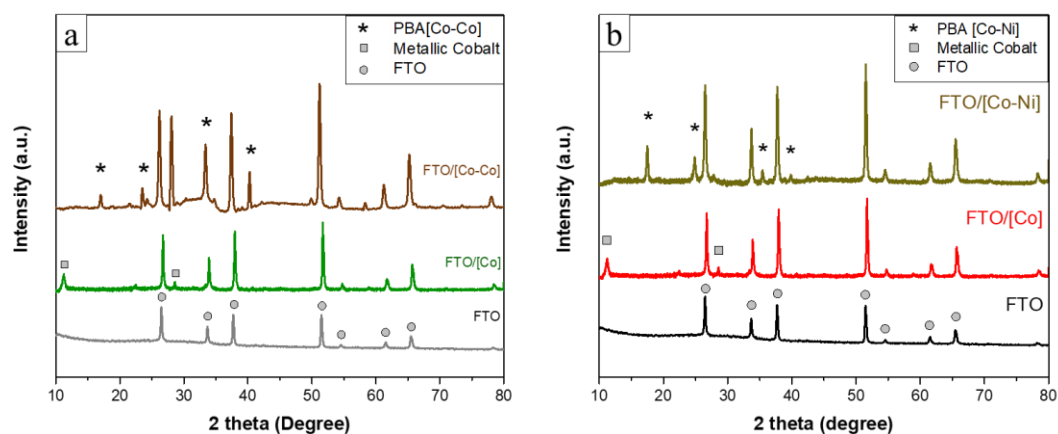 a
* PBA[Co-Co]
Metallic Cobalt
FTO
FTO/[Co-Co]
FTO/[Co]
FTO
Intensity (a.u.)
10 20 30 40 50 60 70 80
2 theta (Degree)
b
* PBA [Co-Ni]
Metallic Cobalt
FTO
FTO/[Co-Ni]
FTO/[Co]
FTO
Intensity (a.u.)
10 20 30 40 50 60 70 80
2 theta (degree)